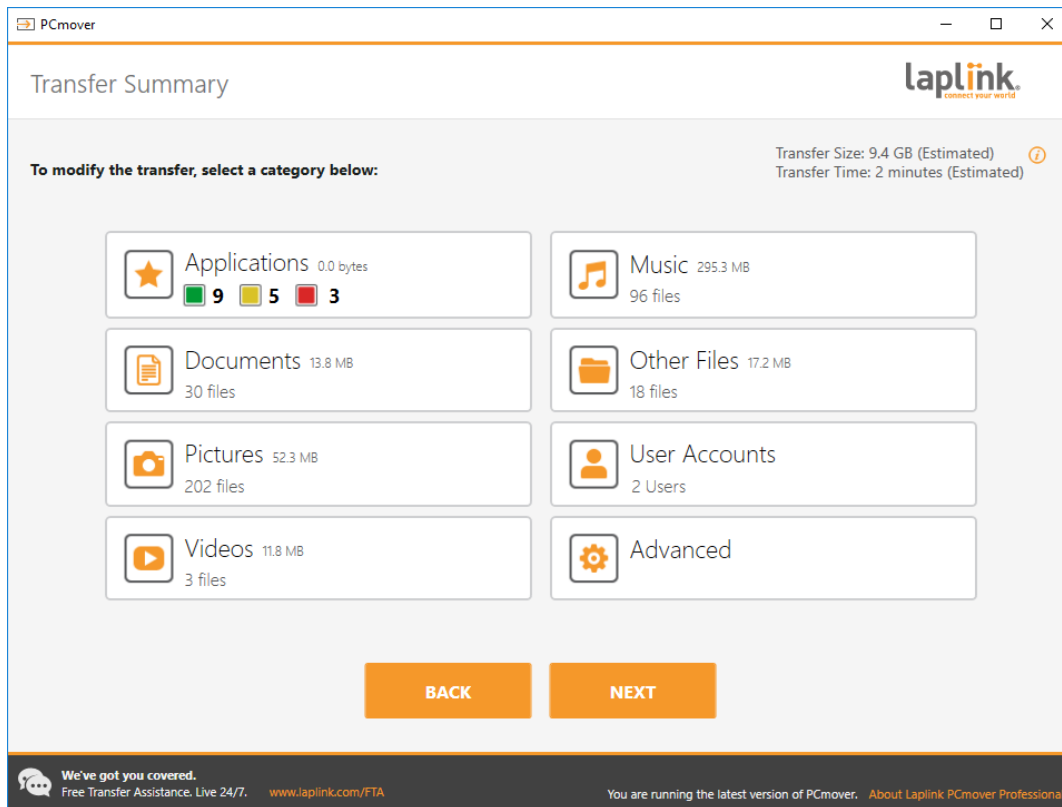 PCmover
Transfer Summary
laplink.
connect your world
To modify the transfer, select a category below:
Transfer Size: 9.4 GB (Estimated)
Transfer Time: 2 minutes (Estimated)
Applications 0.0 bytes
9 5 3
Music 295.3 MB
96 files
Documents 13.8 MB
30 files
Other Files 17.2 MB
18 files
Pictures 52.3 MB
202 files
User Accounts
2 Users
Videos 11.8 MB
3 files
Advanced
BACK
NEXT
We've got you covered.
Free Transfer Assistance. Live 24/7. www.laplink.com/FTA
You are running the latest version of PCmover. About Laplink PCmover Professiona